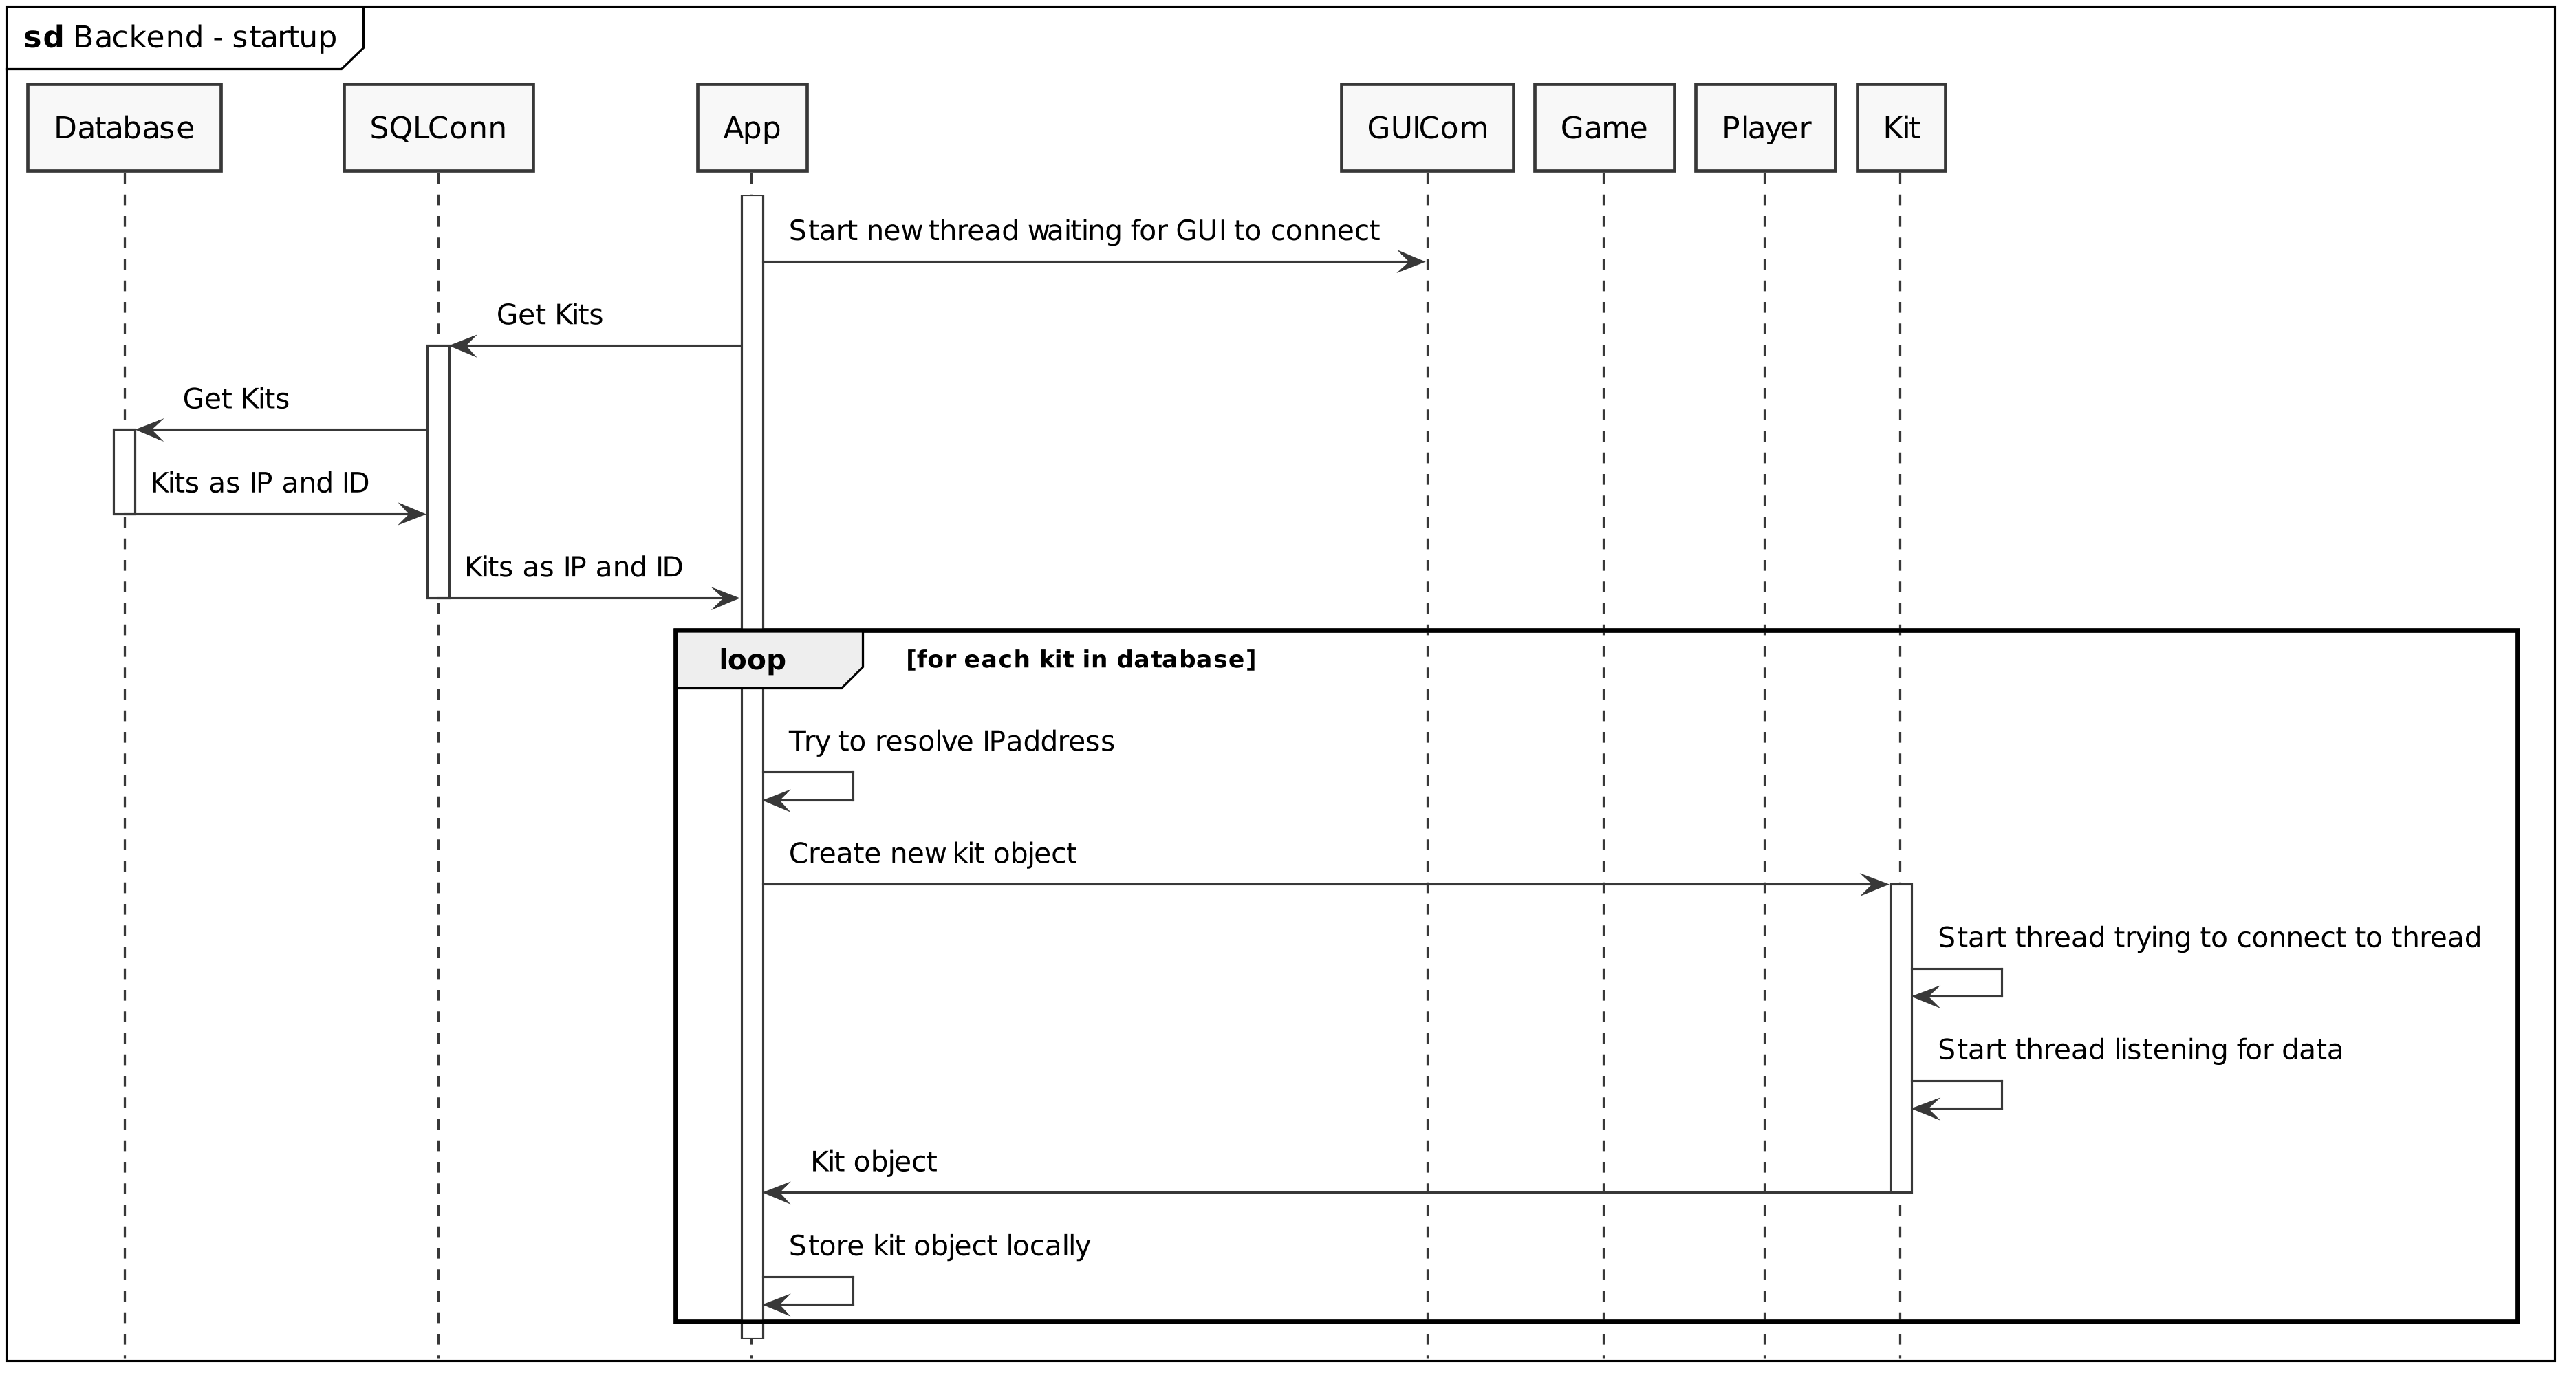 sd Backend - startup
Database
SQLConn
App
GUICom
Game
Player
Kit
Start new thread waiting for GUI to connect
Get Kits
Get Kits
Kits as IP and ID
Kits as IP and ID
loop
[for each kit in database]
Try to resolve IPaddress
Create new kit object
Start thread trying to connect to thread
Start thread listening for data
Kit object
Store kit object locally